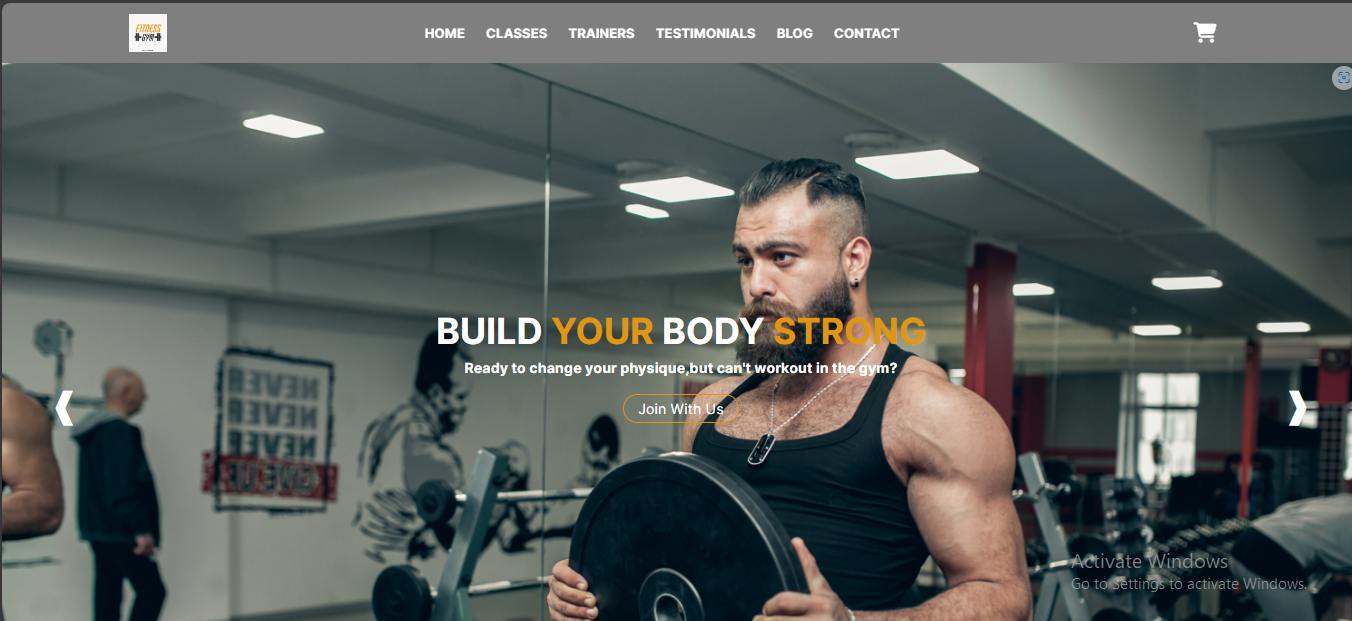 FITNESS
GYM
HOME CLASSES TRAINERS TESTIMONIALS BLOG CONTACT
BUILD YOUR BODY STRONG
Ready to change your physique,but can't workout in the gym?
Join With Us
NEVER
NEVER
NEVER
GIVE UP!
Activate Windows
Go to Settings to activate Windows.